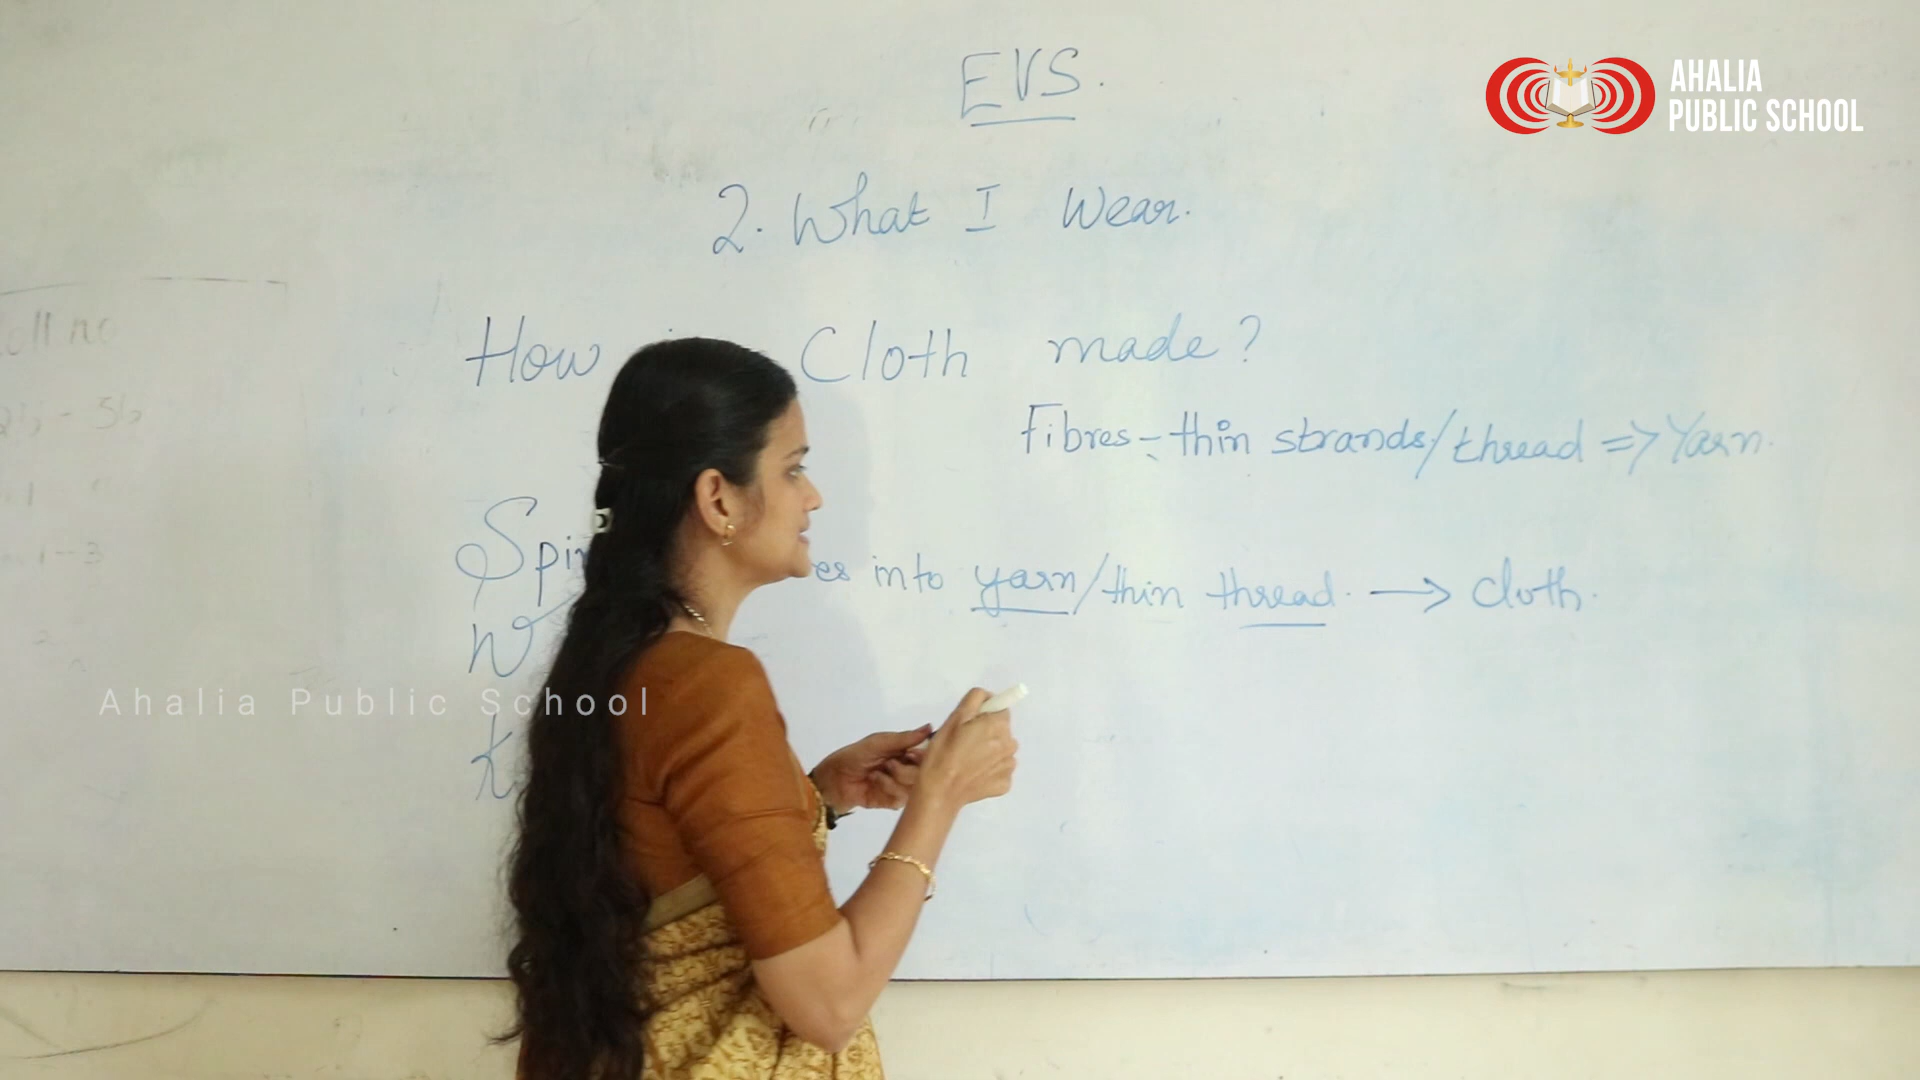 EVS.
AHALIA
PUBLIC SCHOOL
2. What I Wear.
How Cloth made?
Fibres - thin strands/thread => Yarn.
into yarn/thin thread. → cloth.
Ahalia Public School